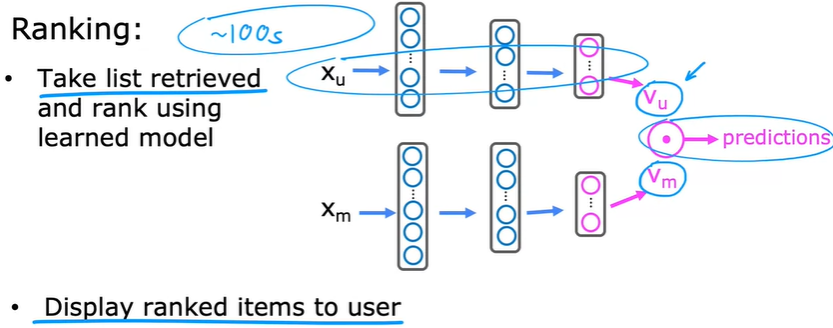 Ranking:
~100s
• Take list retrieved
and rank using
learned model
x_u
v_u
predictions
v_m
x_m
• Display ranked items to user